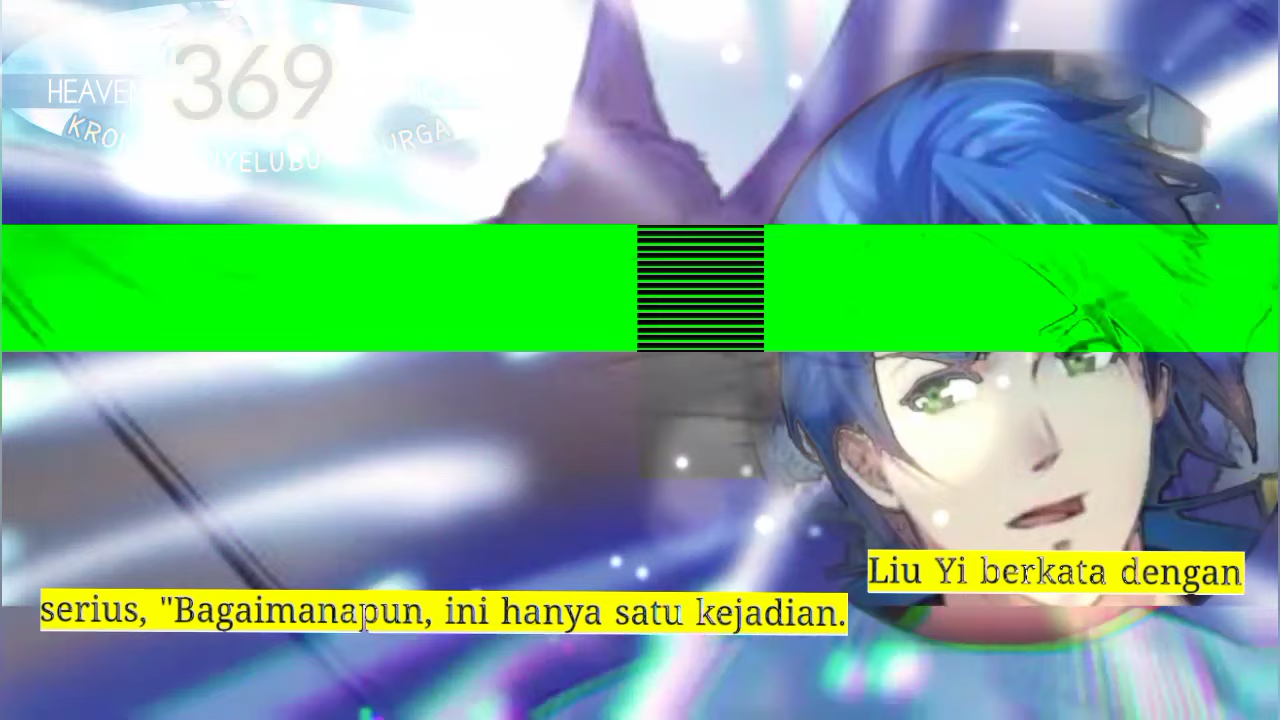 369
HEAVEN
Liu Yi berkata dengan
serius, "Bagaimanapun, ini hanya satu kejadian.